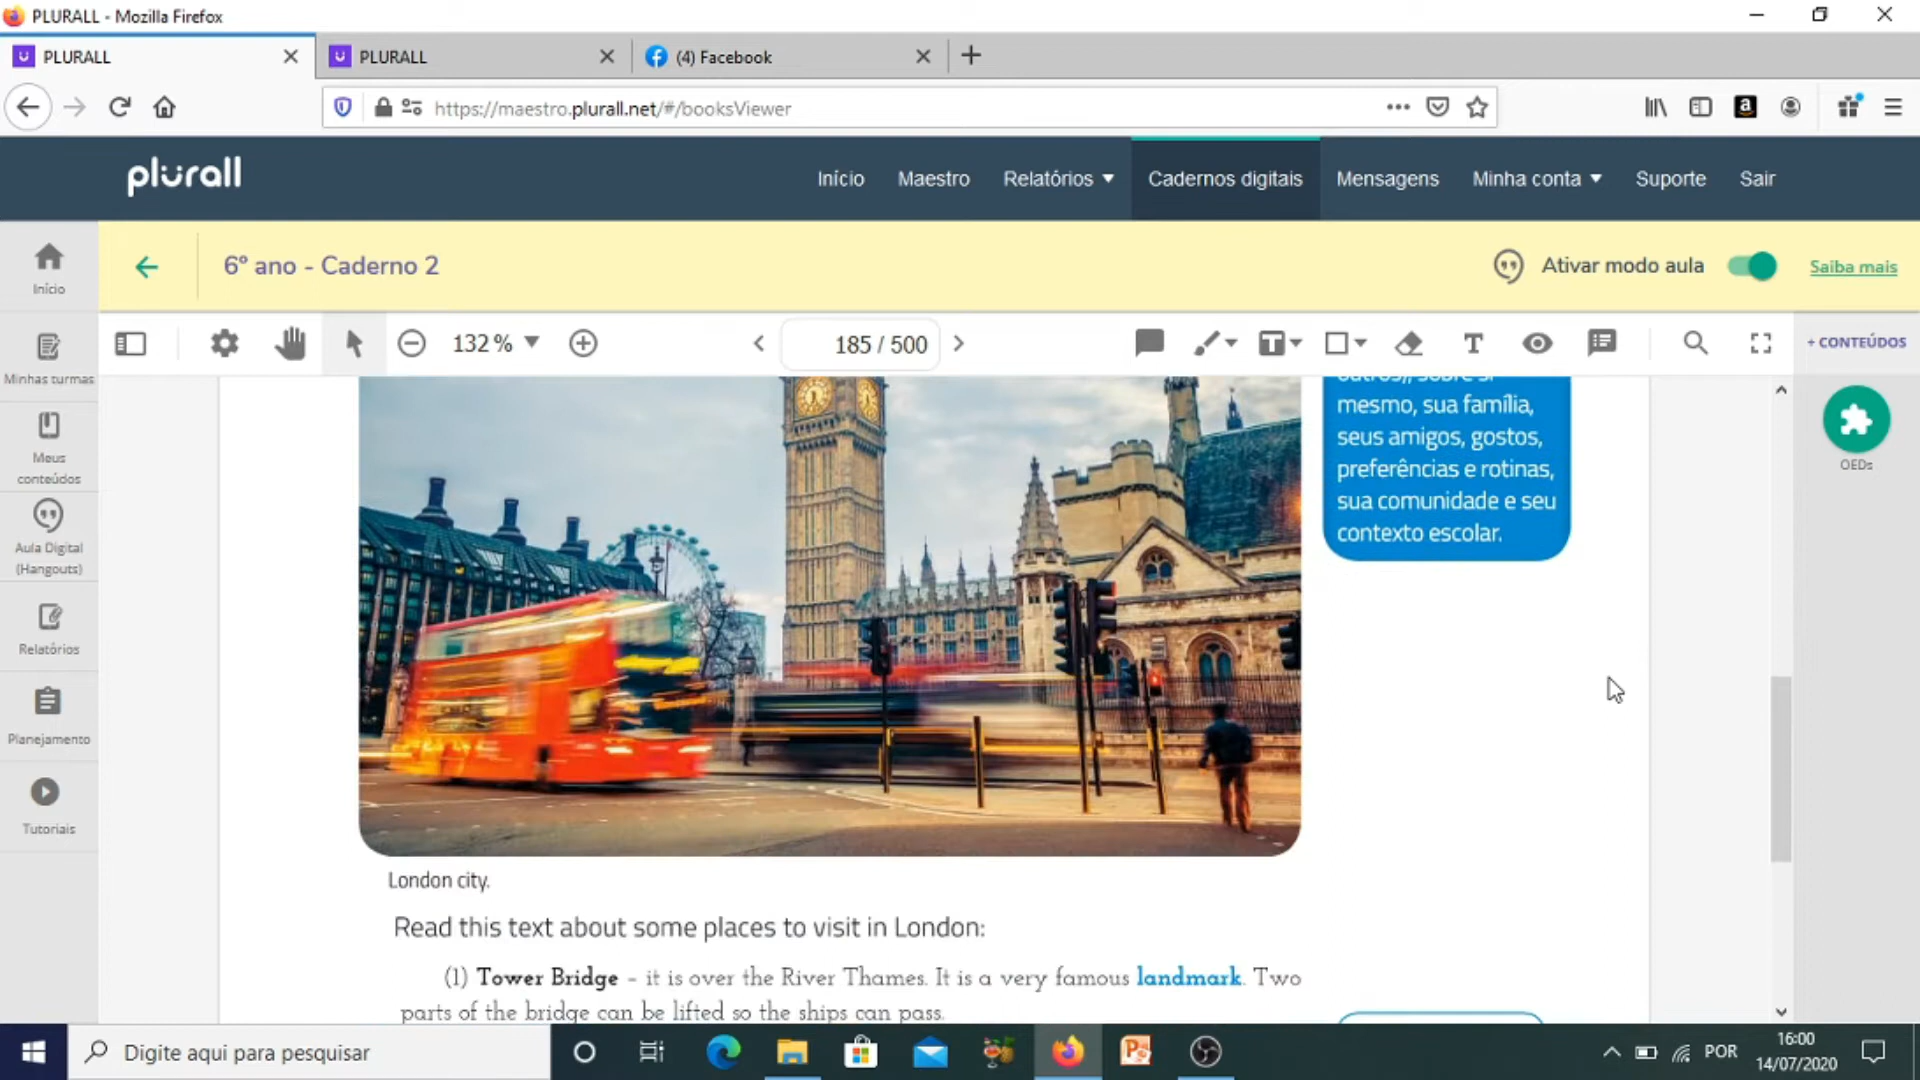 PLURALL - Mozilla Firefox
PLURALL
PLURALL
(4) Facebook
https://maestro.plurall.net/#/booksViewer
plurall
Início
Maestro
Relatórios
Cadernos digitais
Mensagens
Minha conta
Suporte
Sair
Início
Minhas turmas
Meus
conteúdos
Aula Digital
(Hangouts)
Relatórios
Planejamento
Tutoriais
6º ano - Caderno 2
Ativar modo aula
Saiba mais
132 %
185 / 500
+ CONTEÚDOS
OEDs
outros), sobre si
mesmo, sua família,
seus amigos, gostos,
preferências e rotinas,
sua comunidade e seu
contexto escolar.
London city.
Read this text about some places to visit in London:
(1) Tower Bridge - it is over the River Thames. It is a very famous landmark. Two
parts of the bridge can be lifted so the ships can pass.
Digite aqui para pesquisar
POR
16:00
14/07/2020